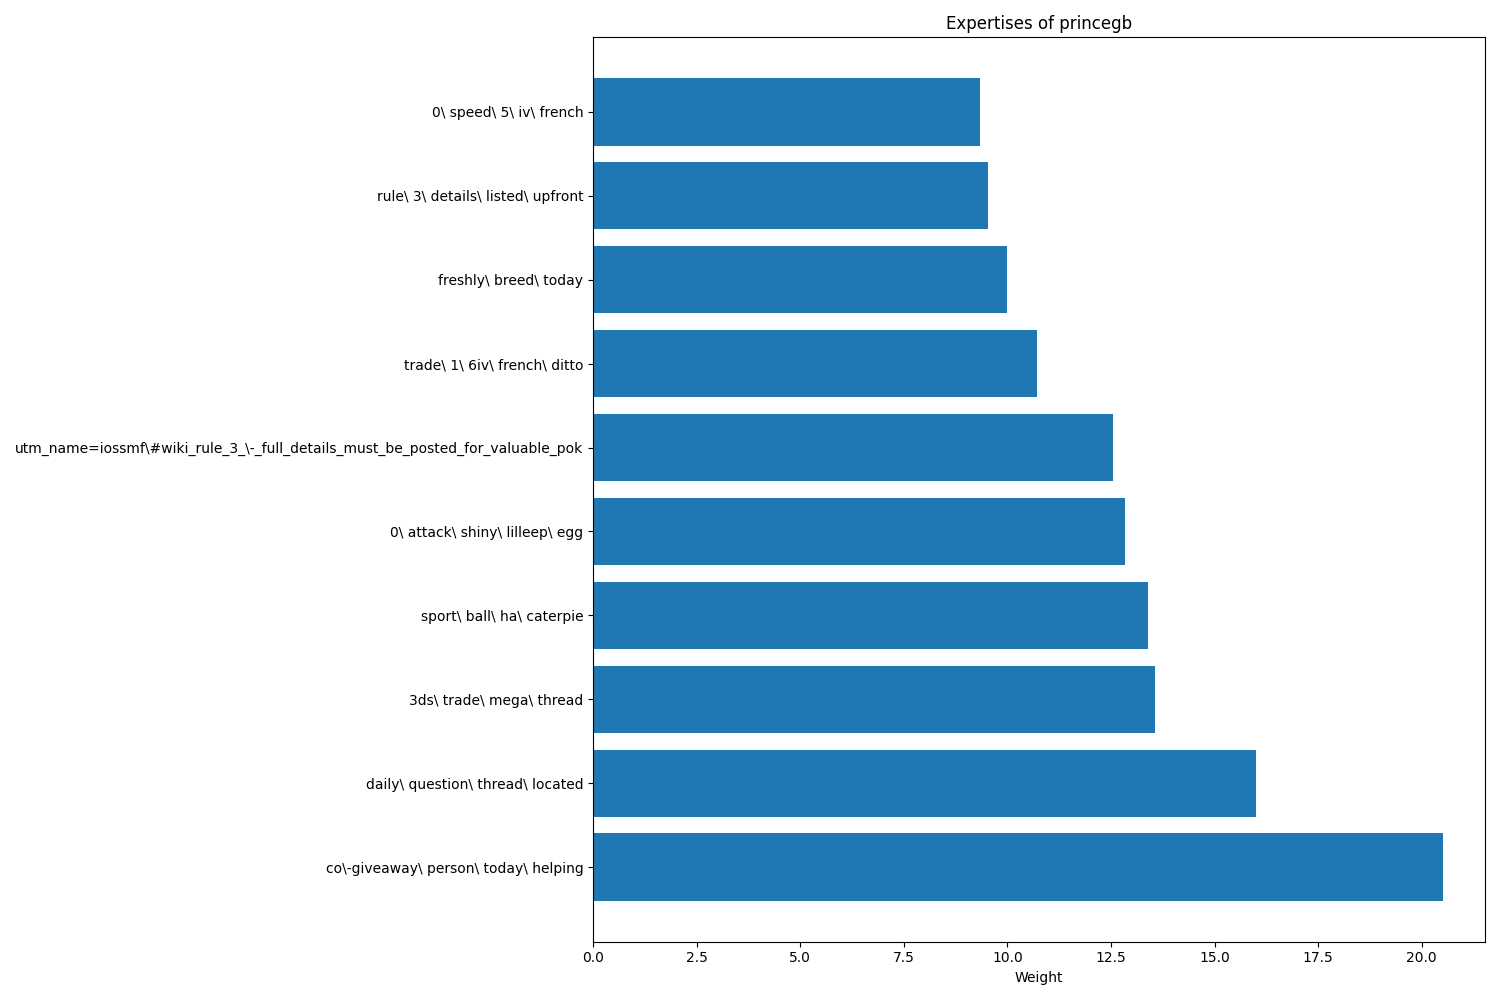 Expertises of princegb
0\ speed\ 5\ iv\ french
rule\ 3\ details\ listed\ upfront
freshly\ breed\ today
trade\ 1\ 6iv\ french\ ditto
utm_name=iossmf\#wiki_rule_3_\-_full_details_must_be_posted_for_valuable_pok
0\ attack\ shiny\ lilleep\ egg
sport\ ball\ ha\ caterpie
3ds\ trade\ mega\ thread
daily\ question\ thread\ located
co\-giveaway\ person\ today\ helping
0.0 2.5 5.0 7.5 10.0 12.5 15.0 17.5 20.0
Weight